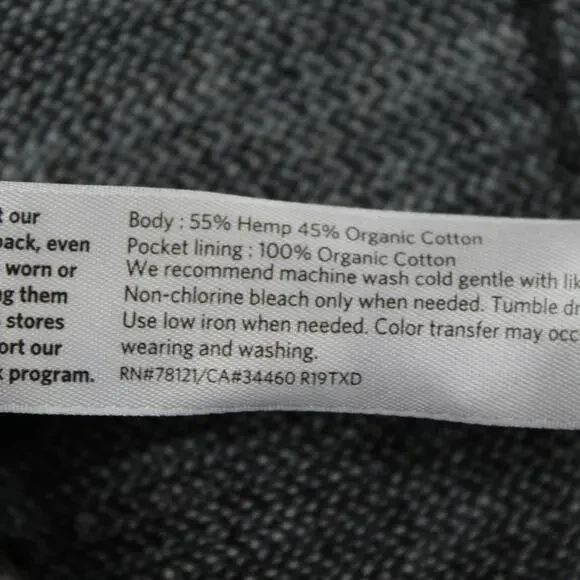 our
back, even
worn or
them
stores
our
program.
Body : 55% Hemp 45% Organic Cotton
Pocket lining : 100% Organic Cotton
We recommend machine wash cold gentle with
Non-chlorine bleach only when needed. Tumble
Use low iron when needed. Color transfer may
wearing and washing.
RN#78121/CA#34460 R19TXD